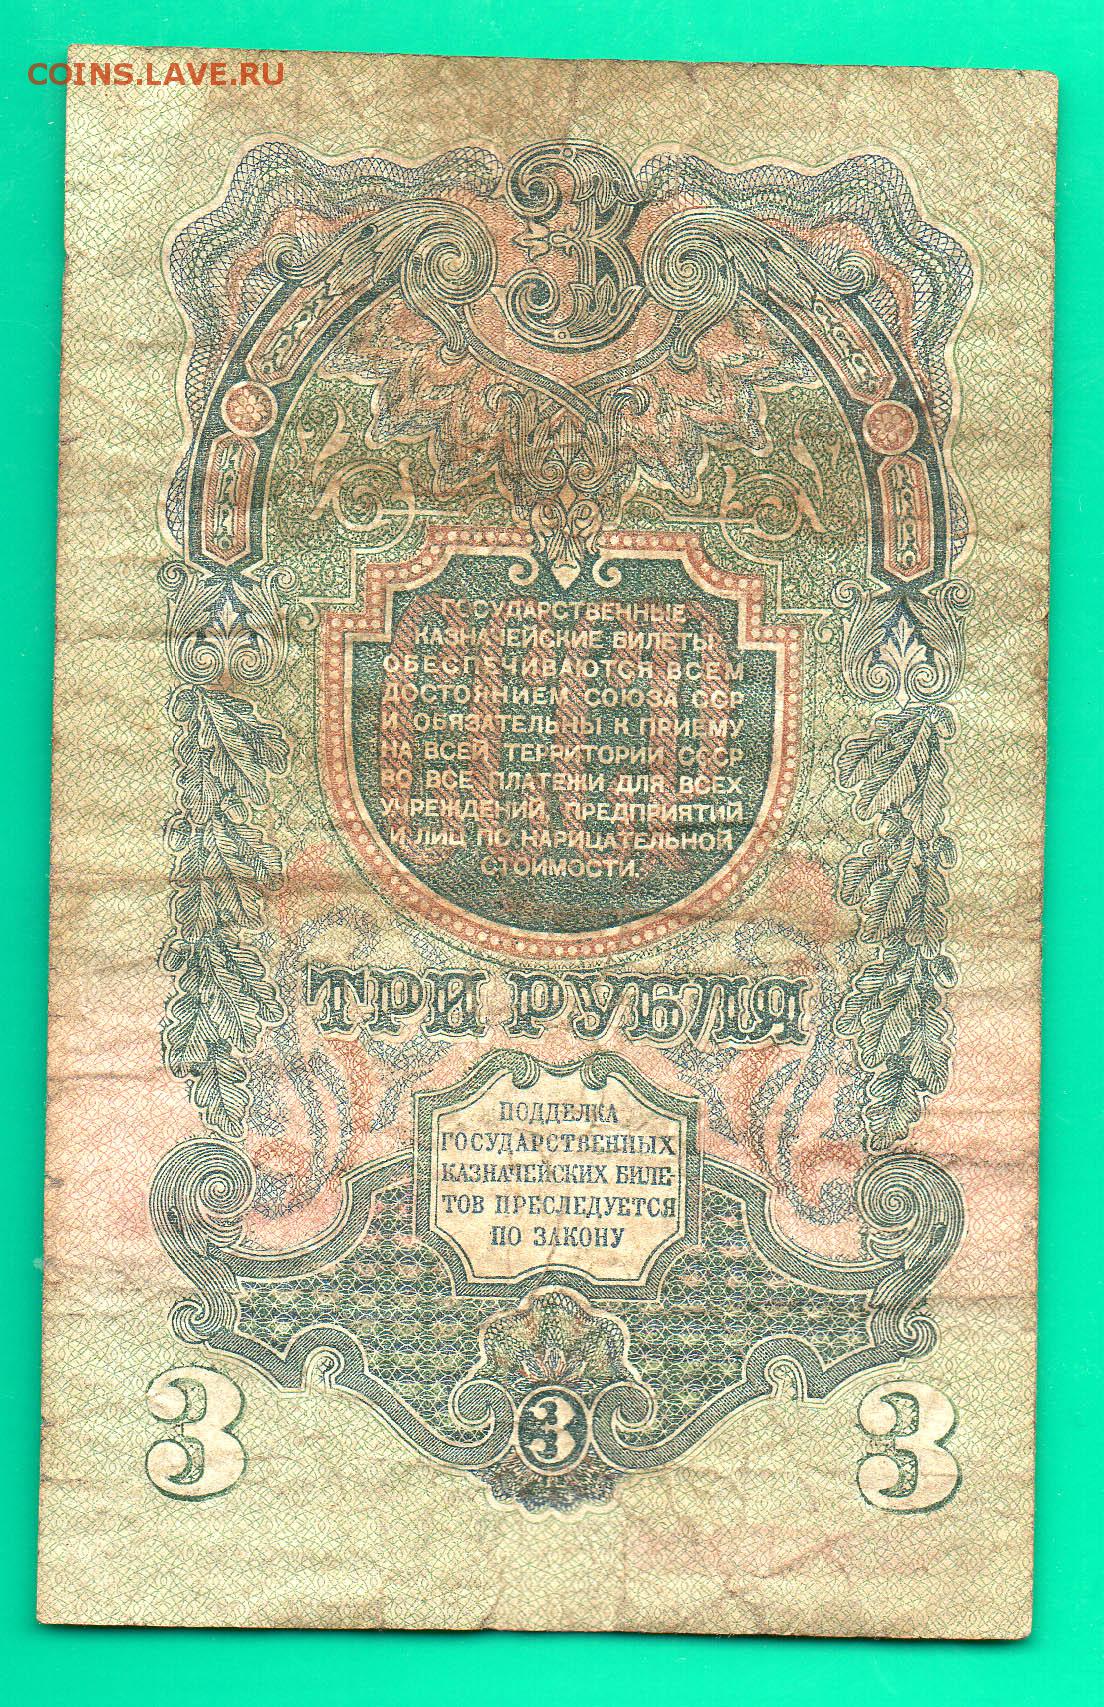 COINS.LAVE.RU
3
ГОСУДАРСТВЕННЫЕ
КАЗНАЧЕЙСКИЕ БИЛЕТЫ
ОБЕСПЕЧИВАЮТСЯ ВСЕМ
ДОСТОЯНИЕМ СОЮЗА ССР
И ОБЯЗАТЕЛЬНЫ К ПРИЕМУ
НА ВСЕЙ ТЕРРИТОРИИ СССР
ВО ВСЕ ПЛАТЕЖИ ДЛЯ ВСЕХ
УЧРЕЖДЕНИЙ, ПРЕДПРИЯТИЙ
И ЛИЦ ПО НАРИЦАТЕЛЬНОЙ
СТОИМОСТИ.
ТРИ РУБЛЯ
ПОДДЕЛКА
ГОСУДАРСТВЕННЫХ
КАЗНАЧЕЙСКИХ БИЛЕ-
ТОВ ПРЕСЛЕДУЕТСЯ
ПО ЗАКОНУ
3 3 3